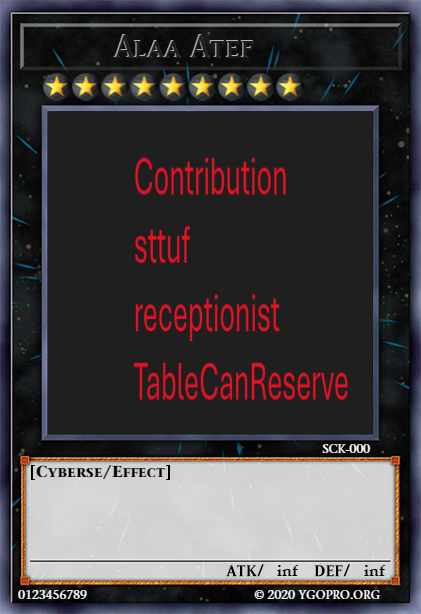 Alaa Atef
Contribution
sttuf
receptionist
TableCanReserve
SCK-000
[Cyberse/Effect]
ATK/ inf DEF/ inf
0123456789 © 2020 YGOPRO.ORG